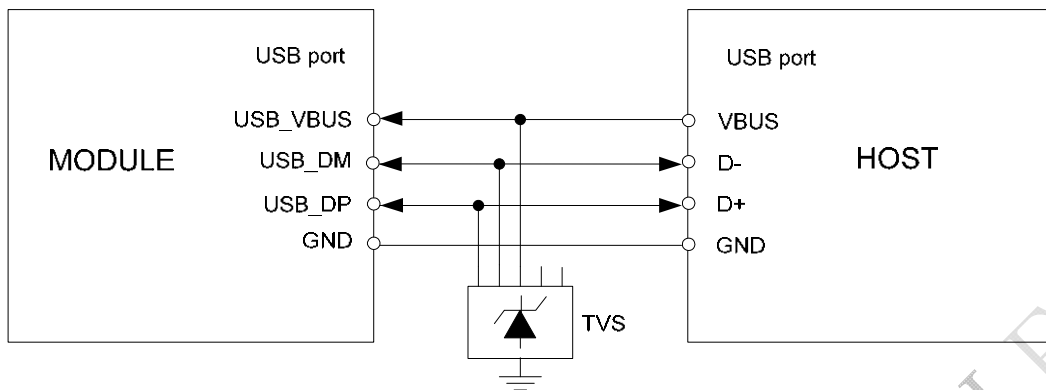 USB port
USB port
USB_VBUS
VBUS
MODULE
USB_DM
D-
HOST
USB_DP
D+
GND
GND
TVS